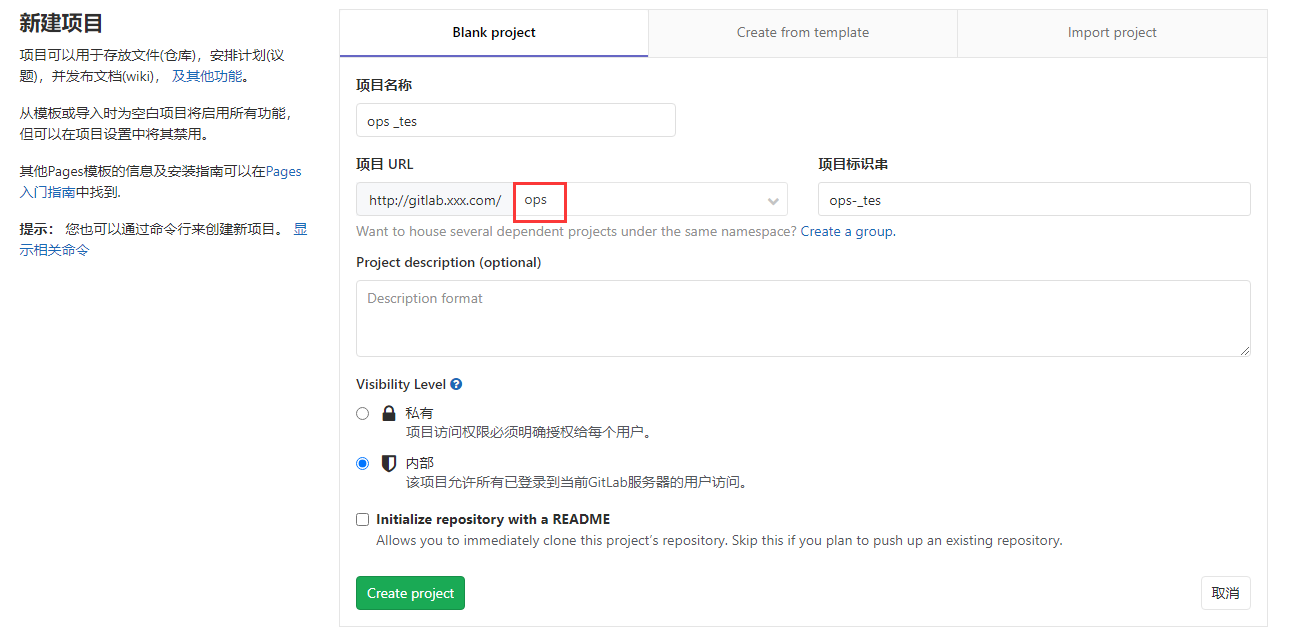 新建项目
项目可以用于存放文件(仓库)，安排计划(议
题)，并发布文档(wiki)， 及其他功能。
从模板或导入时为空白项目将启用所有功能，
但可以在项目设置中将其禁用。
其他Pages模板的信息及安装指南可以在Pages
入门指南中找到.
提示： 您也可以通过命令行来创建新项目。 显
示相关命令
Blank project
Create from template
Import project
项目名称
ops _tes
项目 URL
项目标识串
http://gitlab.xxx.com/
ops
ops-_tes
Want to house several dependent projects under the same namespace? Create a group.
Project description (optional)
Description format
Visibility Level
私有
项目访问权限必须明确授权给每个用户。
内部
该项目允许所有已登录到当前GitLab服务器的用户访问。
Initialize repository with a README
Allows you to immediately clone this project’s repository. Skip this if you plan to push up an existing repository.
Create project
取消